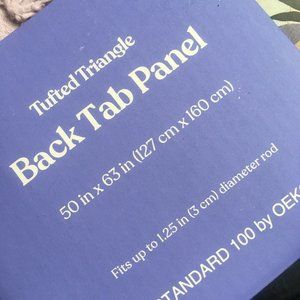 Tufted Triangle
Back Tab Panel
50 in x 63 in (127 cm x 160 cm)
Fits up to 1.25 in (3 cm) diameter rod
STANDARD 100 by OEK